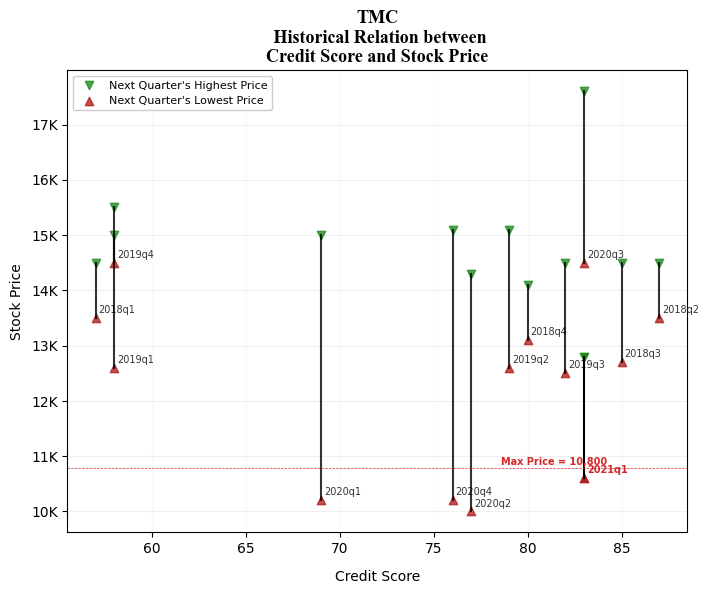 TMC
Historical Relation between
Credit Score and Stock Price
Next Quarter's Highest Price
Next Quarter's Lowest Price
17K
16K
15K
14K
13K
12K
11K
10K
Stock Price
2020q3
2019q4
2018q1
2018q2
2018q4
2018q3
2019q1
2019q2
2019q3
Max Price = 10,800
2021q1
2020q1
2020q4
2020q2
60
65
70
75
80
85
Credit Score